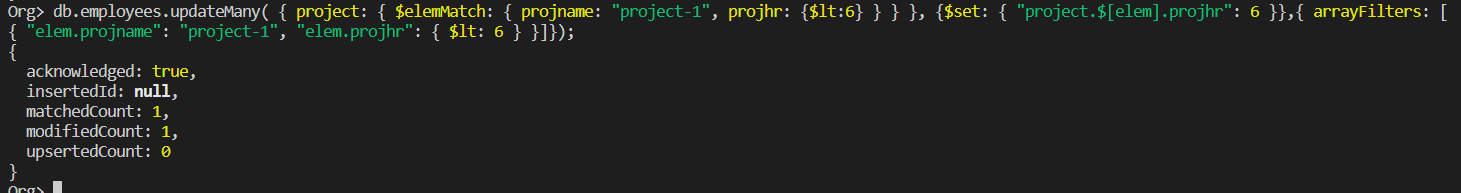 Org> db.employees.updateMany( { project: { $elemMatch: { projname: "project-1", projhr: {$lt:6} } } }, {$set: { "project.$[elem].projhr": 6 }},{ arrayFilters: [
{ "elem.projname": "project-1", "elem.projhr": { $lt: 6 } }]});
{
  acknowledged: true,
  insertedId: null,
  matchedCount: 1,
  modifiedCount: 1,
  upsertedCount: 0
}
Org>